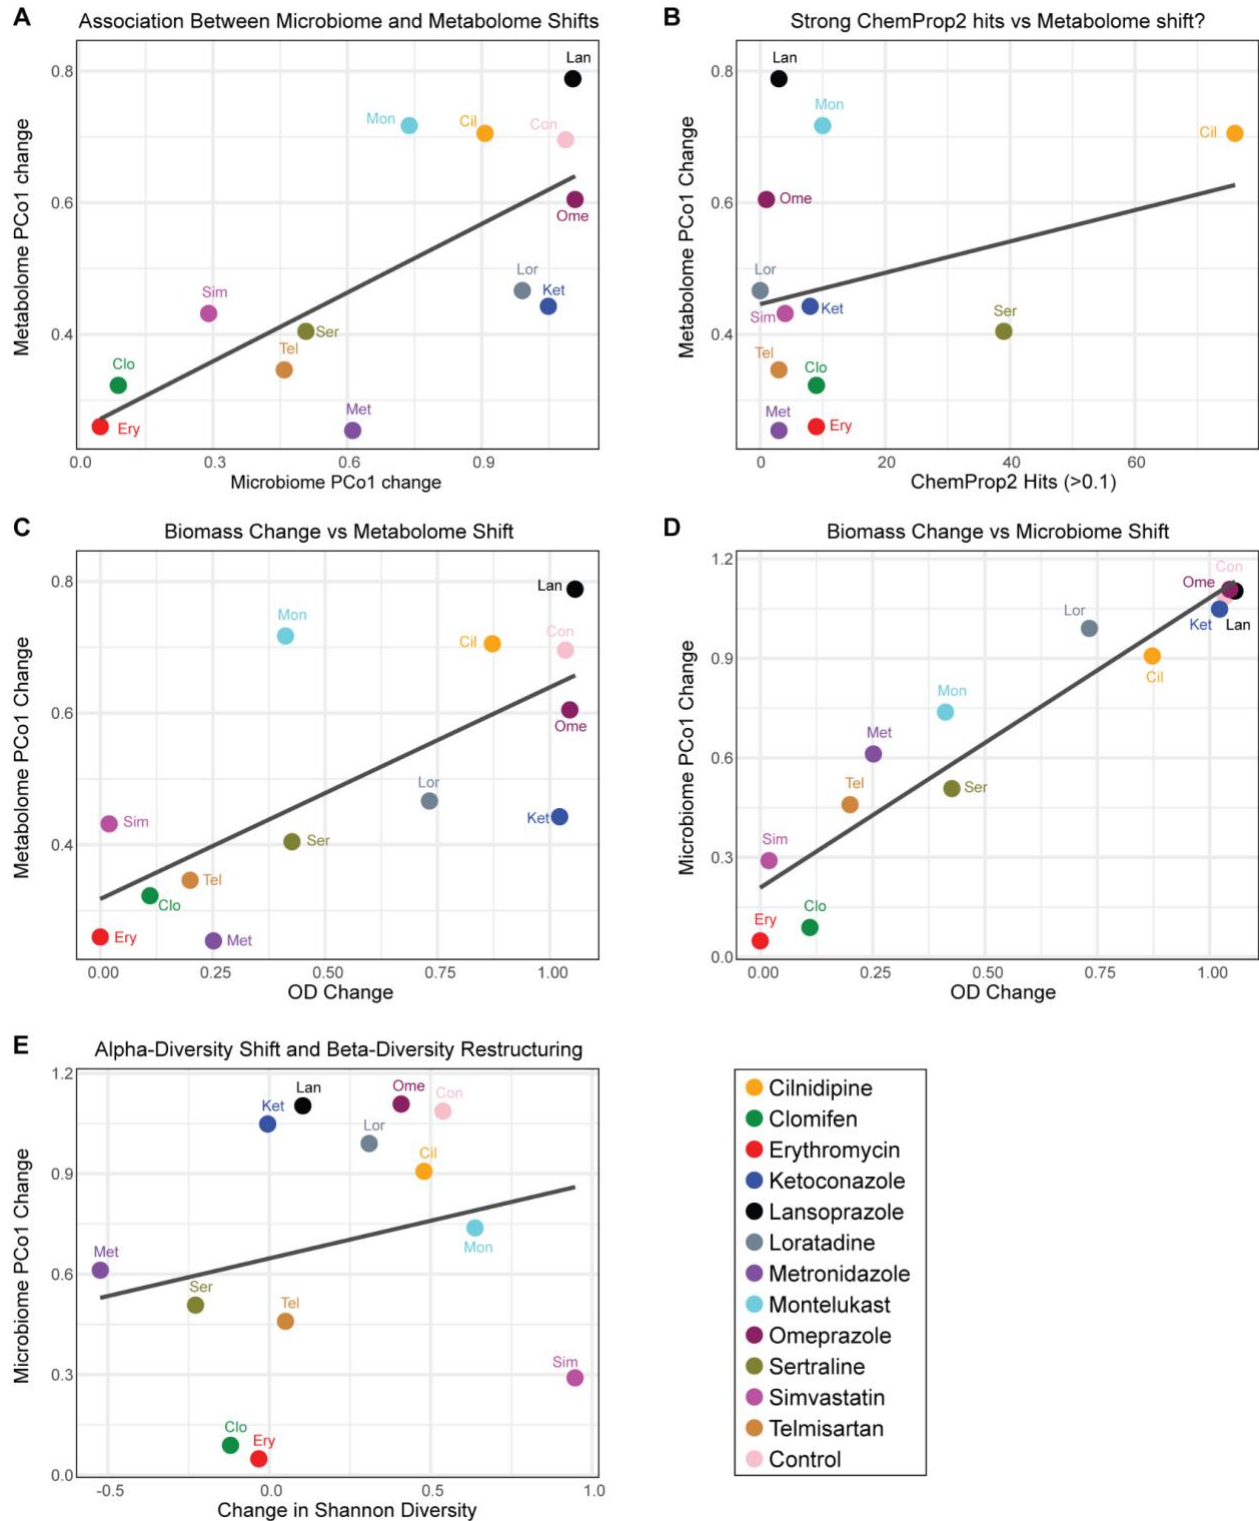 A
Association Between Microbiome and Metabolome Shifts
Metabolome PCo1 change
0.8
0.6
0.4
Lan
Mon
Cil
Con
Ome
Lor
Ket
Sim
Ser
Tel
Clo
Met
Ery
0.0 0.3 0.6 0.9
Microbiome PCo1 change
B
Strong ChemProp2 hits vs Metabolome shift?
Metabolome PCo1 Change
0.8
0.6
0.4
Lan
Mon
Cil
Ome
Lor
Ket
Sim
Ser
Tel
Clo
Met
Ery
0 20 40 60
ChemProp2 Hits (>0.1)
C
Biomass Change vs Metabolome Shift
Metabolome PCo1 Change
0.8
0.6
0.4
Lan
Mon
Cil
Con
Ome
Lor
Ket
Sim
Ser
Tel
Clo
Ery
Met
0.00 0.25 0.50 0.75 1.00
OD Change
D
Biomass Change vs Microbiome Shift
Microbiome PCo1 Change
1.2
0.9
0.6
0.3
0.0
Con
Ome
Lor
Ket
Lan
Cil
Mon
Met
Tel
Ser
Sim
Clo
Ery
0.00 0.25 0.50 0.75 1.00
OD Change
E
Alpha-Diversity Shift and Beta-Diversity Restructuring
Microbiome PCo1 Change
1.2
0.9
0.6
0.3
0.0
Lan
Ome
Con
Ket
Lor
Cil
Mon
Met
Ser
Tel
Sim
Clo
Ery
-0.5 0.0 0.5 1.0
Change in Shannon Diversity
Cilnidipine
Clomifen
Erythromycin
Ketoconazole
Lansoprazole
Loratadine
Metronidazole
Montelukast
Omeprazole
Sertraline
Simvastatin
Telmisartan
Control